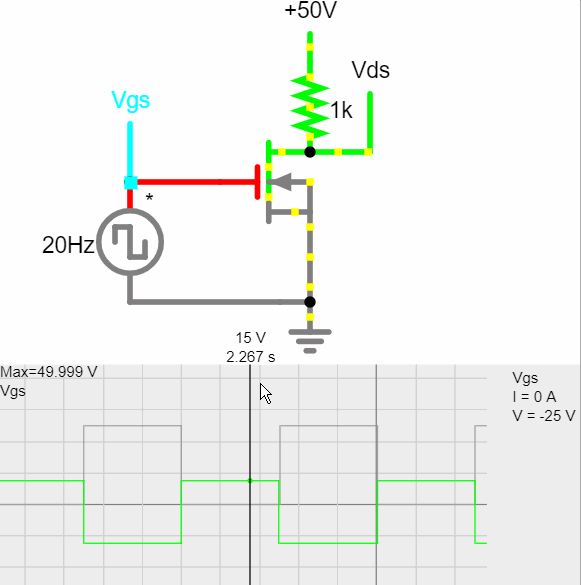 +50V
Vds
Vgs
1k
*
20Hz
15 V
2.267 s
Max=49.999 V
Vgs
Vgs
I = 0 A
V = -25 V